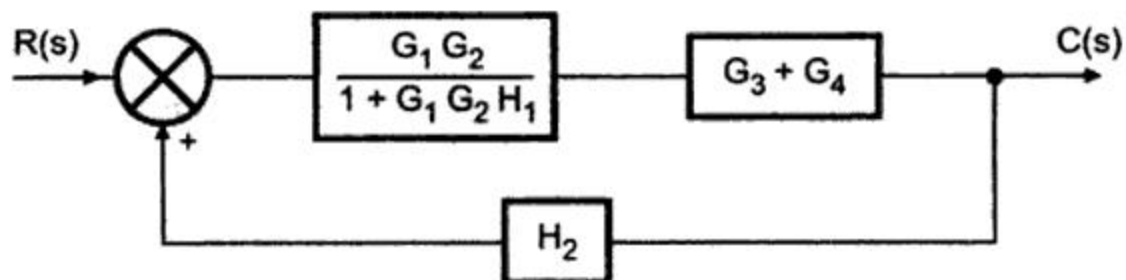 R(s)
G₁ G₂
1 + G₁ G₂ H₁
G₃ + G₄
C(s)
+
H₂